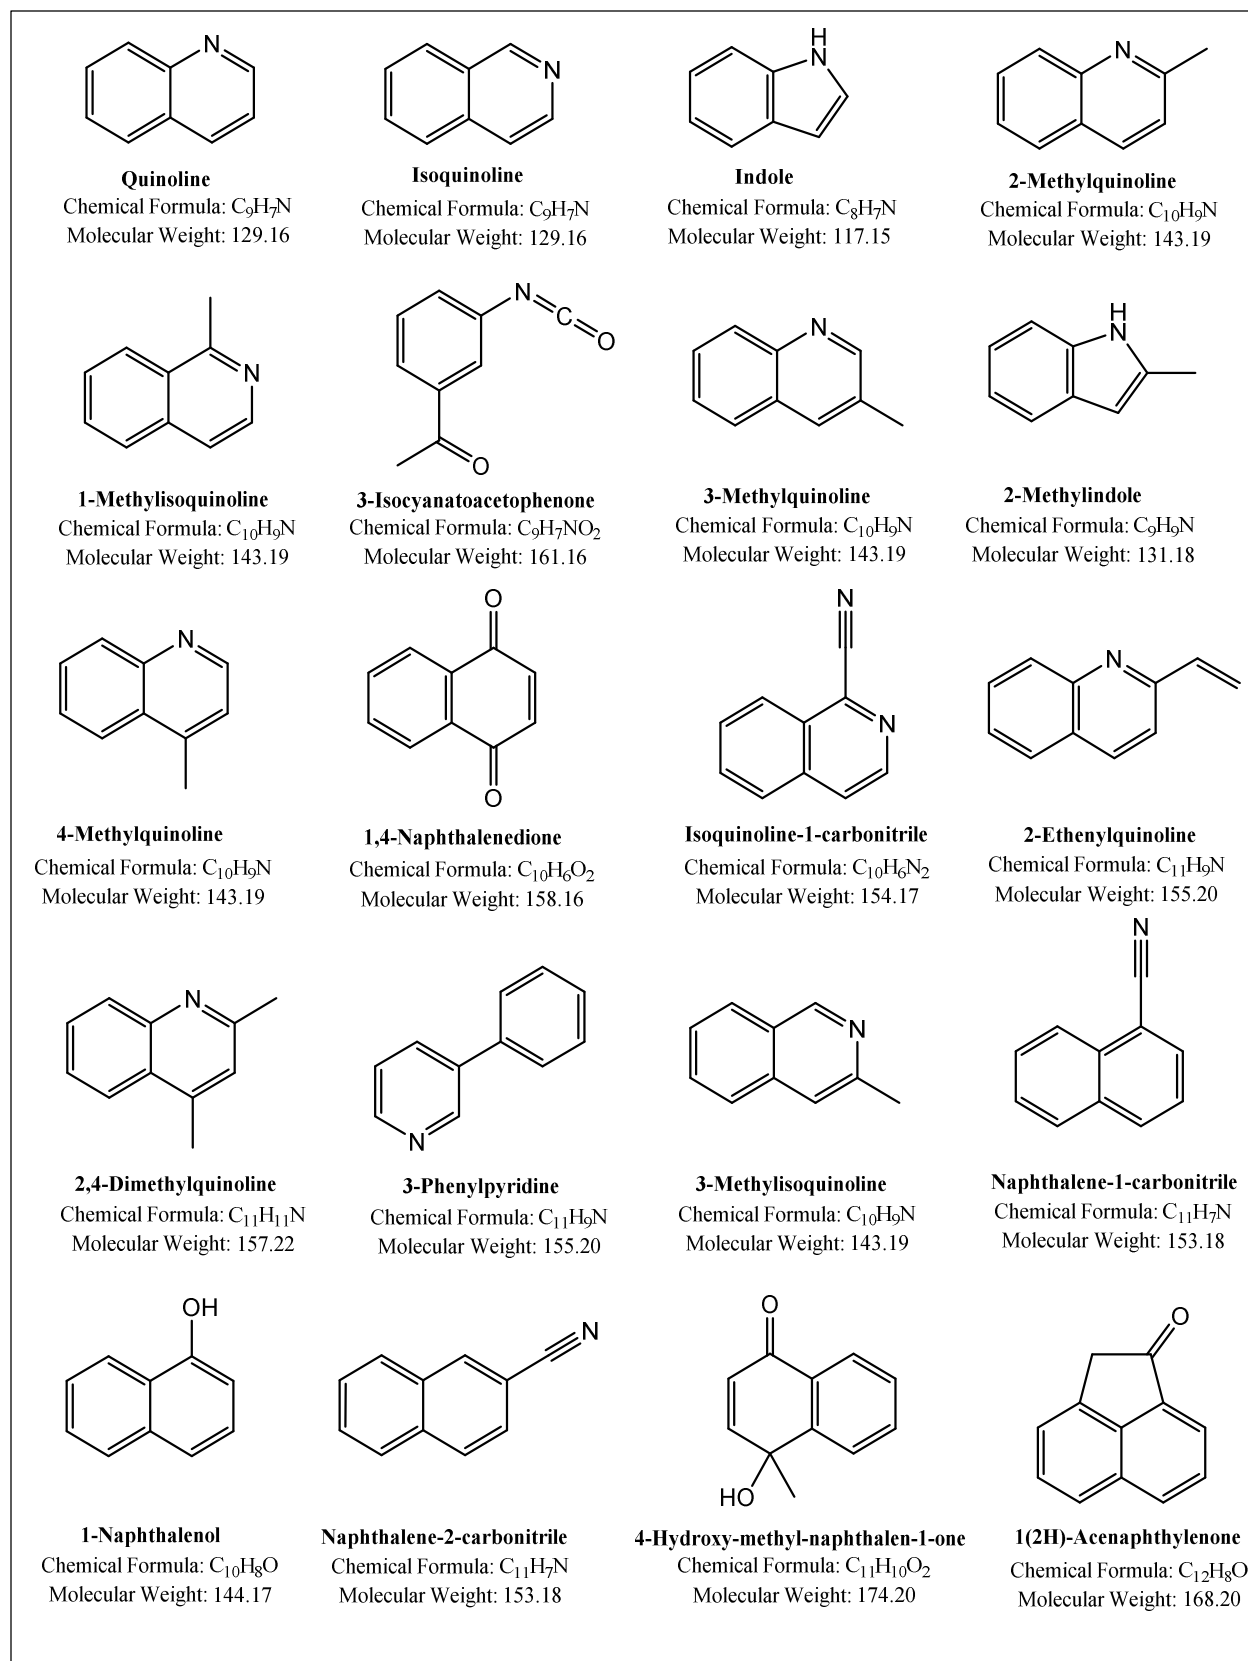 N
N
H
N
N
Quinoline
Chemical Formula: C₉H₇N
Molecular Weight: 129.16
Isoquinoline
Chemical Formula: C₉H₇N
Molecular Weight: 129.16
Indole
Chemical Formula: C₈H₇N
Molecular Weight: 117.15
2-Methylquinoline
Chemical Formula: C₁₀H₉N
Molecular Weight: 143.19
N
N
C
O
O
N
H
N
1-Methylisoquinoline
Chemical Formula: C₁₀H₉N
Molecular Weight: 143.19
3-Isocyanatoacetophenone
Chemical Formula: C₉H₇NO₂
Molecular Weight: 161.16
3-Methylquinoline
Chemical Formula: C₁₀H₉N
Molecular Weight: 143.19
2-Methylindole
Chemical Formula: C₉H₉N
Molecular Weight: 131.18
N
O
O
N
N
N
4-Methylquinoline
Chemical Formula: C₁₀H₉N
Molecular Weight: 143.19
1,4-Naphthalenedione
Chemical Formula: C₁₀H₆O₂
Molecular Weight: 158.16
Isoquinoline-1-carbonitrile
Chemical Formula: C₁₀H₆N₂
Molecular Weight: 154.17
2-Ethenylquinoline
Chemical Formula: C₁₁H₉N
Molecular Weight: 155.20
N
N
N
N
2,4-Dimethylquinoline
Chemical Formula: C₁₁H₁₁N
Molecular Weight: 157.22
3-Phenylpyridine
Chemical Formula: C₁₁H₉N
Molecular Weight: 155.20
3-Methylisoquinoline
Chemical Formula: C₁₀H₉N
Molecular Weight: 143.19
Naphthalene-1-carbonitrile
Chemical Formula: C₁₁H₇N
Molecular Weight: 153.18
OH
N
O
HO
O
1-Naphthalenol
Chemical Formula: C₁₀H₈O
Molecular Weight: 144.17
Naphthalene-2-carbonitrile
Chemical Formula: C₁₁H₇N
Molecular Weight: 153.18
4-Hydroxy-methyl-naphthalen-1-one
Chemical Formula: C₁₁H₁₀O₂
Molecular Weight: 174.20
1(2H)-Acenaphthylenone
Chemical Formula: C₁₂H₈O
Molecular Weight: 168.20